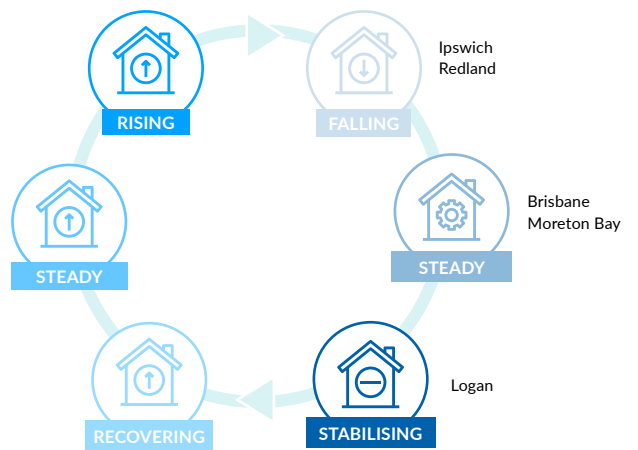 RISING
FALLING
Ipswich
Redland
STEADY
STEADY
Brisbane
Moreton Bay
RECOVERING
STABILISING
Logan